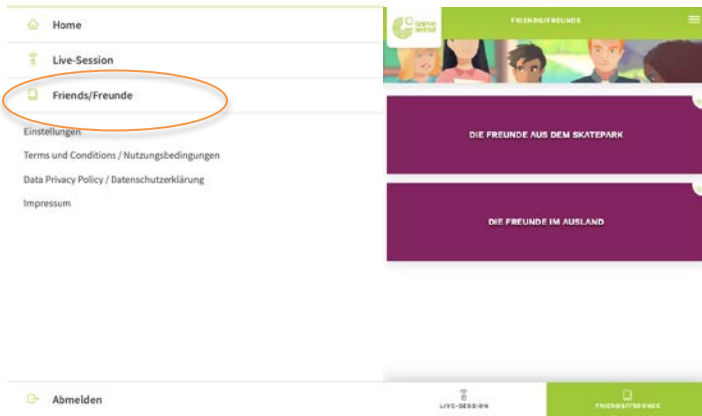 Home
Live-Session
Friends/Freunde
Einstellungen
Terms und Conditions / Nutzungsbedingungen
Data Privacy Policy / Datenschutzerklärung
Impressum
Abmelden
FRIENDS/FREUNDE
DIE FREUNDE AUS DEM SKATEPARK
DIE FREUNDE IM AUSLAND
LIVE-SESSION
FRIENDS/FREUNDE